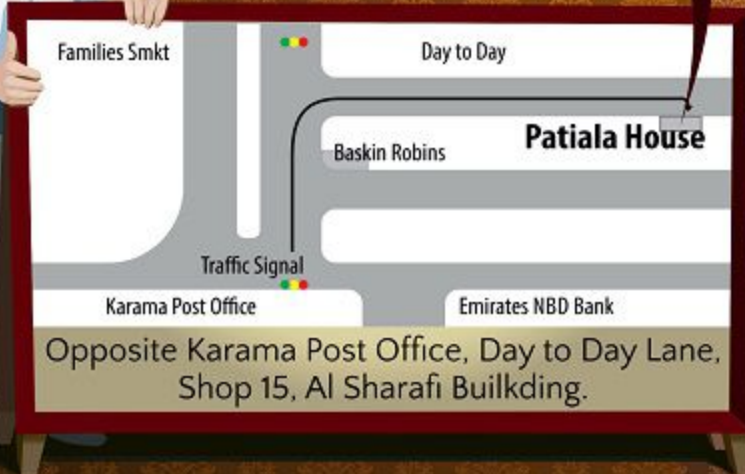 Families Smkt
Day to Day
Patiala House
Baskin Robins
Traffic Signal
Karama Post Office
Emirates NBD Bank
Opposite Karama Post Office, Day to Day Lane,
Shop 15, Al Sharafi Builkding.